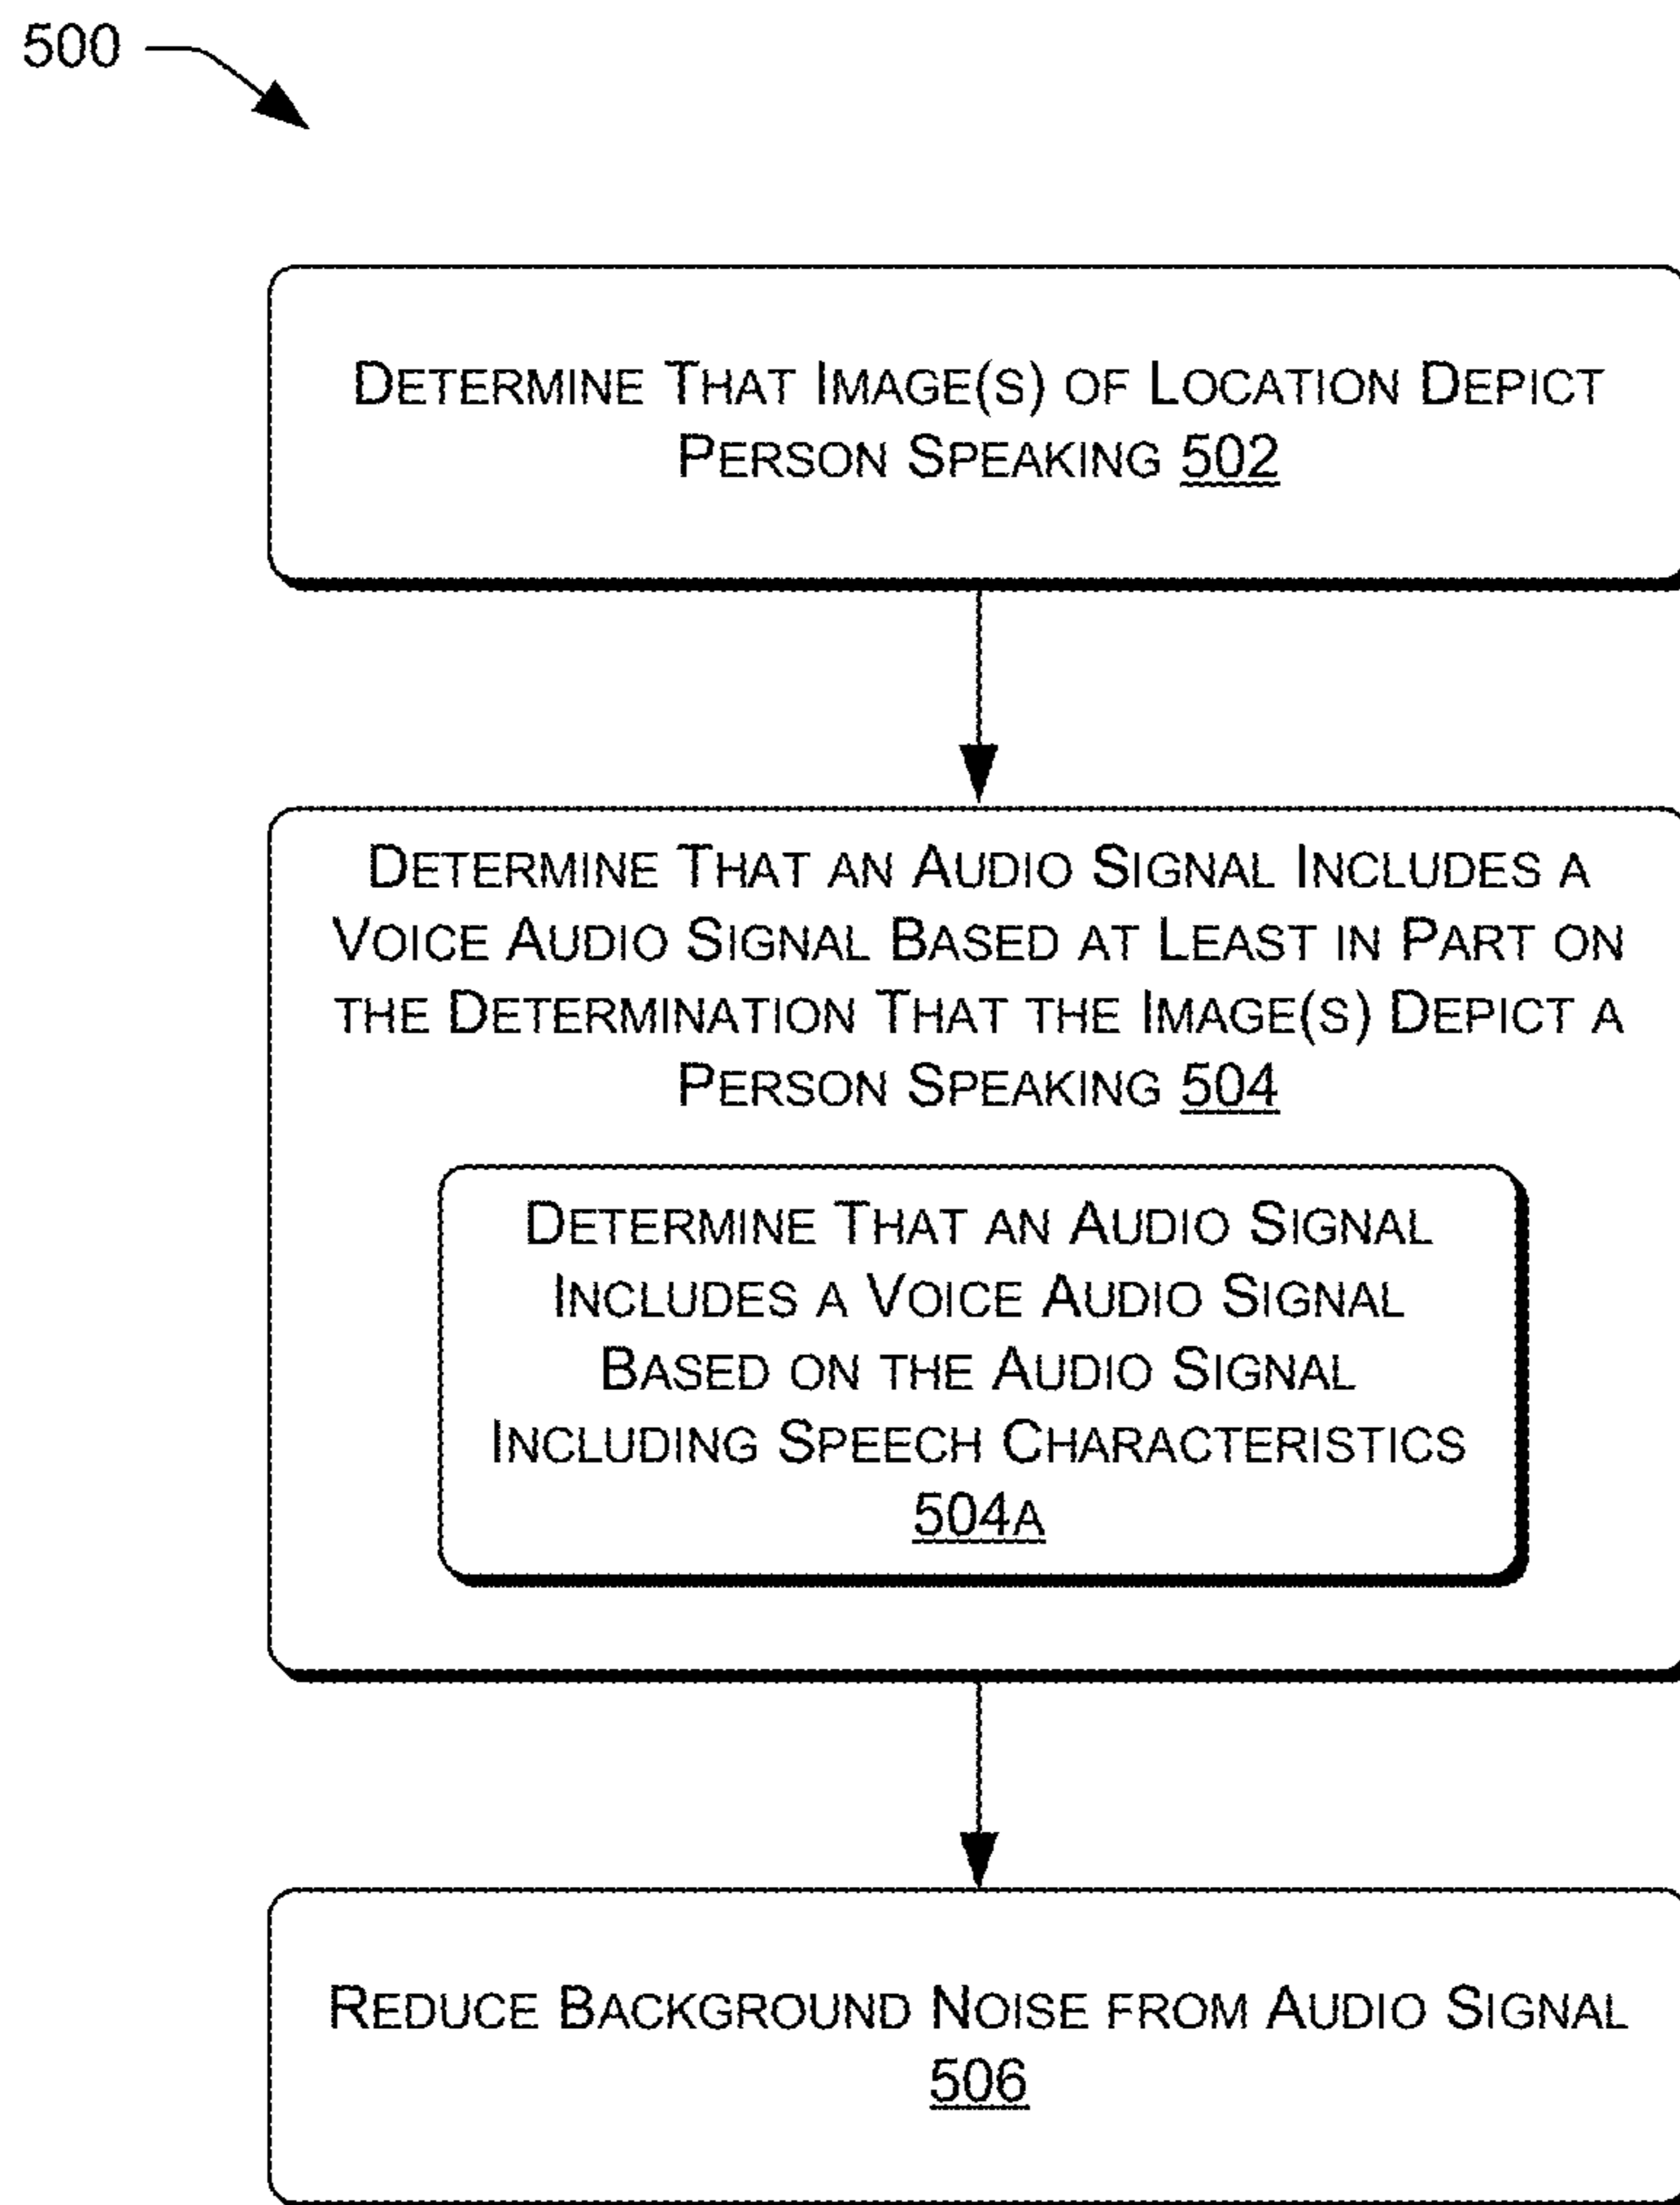 500
DETERMINE THAT IMAGE(S) OF LOCATION DEPICT
PERSON SPEAKING 502
DETERMINE THAT AN AUDIO SIGNAL INCLUDES A
VOICE AUDIO SIGNAL BASED AT LEAST IN PART ON
THE DETERMINATION THAT THE IMAGE(S) DEPICT A
PERSON SPEAKING 504
DETERMINE THAT AN AUDIO SIGNAL
INCLUDES A VOICE AUDIO SIGNAL
BASED ON THE AUDIO SIGNAL
INCLUDING SPEECH CHARACTERISTICS
504A
REDUCE BACKGROUND NOISE FROM AUDIO SIGNAL
506